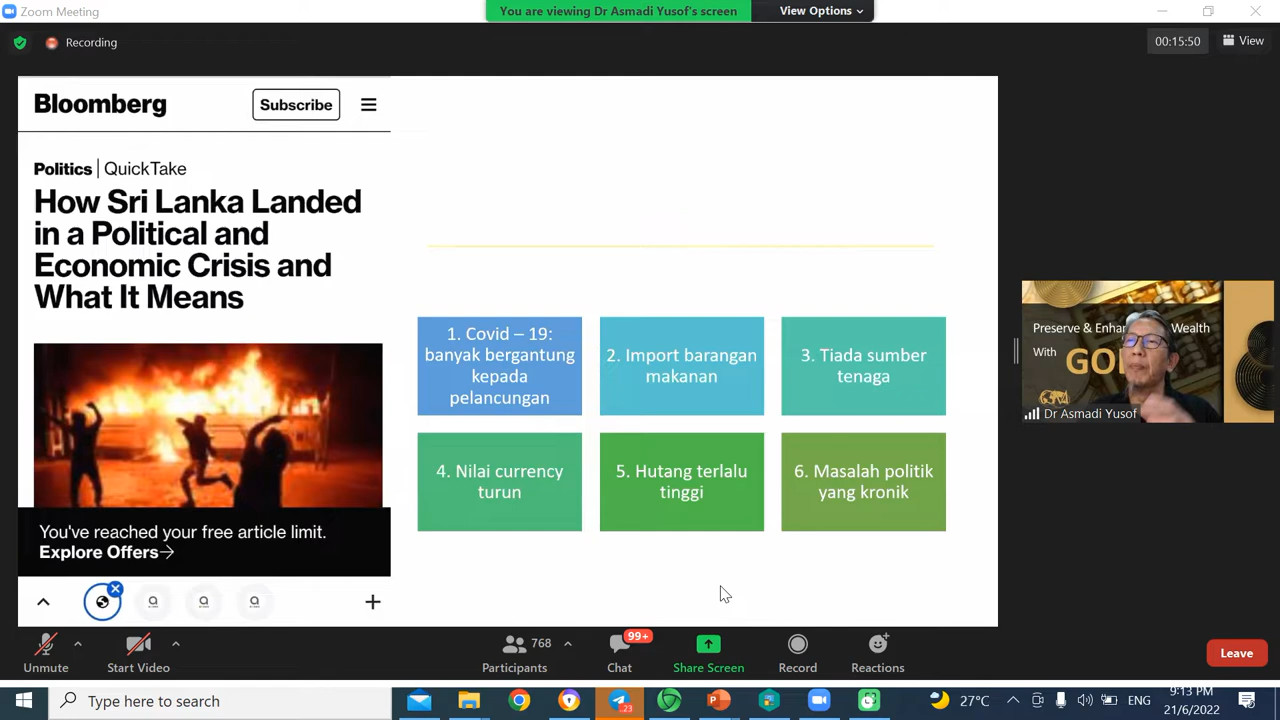 Zoom Meeting
You are viewing Dr Asmadi Yusof's screen
View Options
Recording
00:15:50
View
Bloomberg
Subscribe
Politics | QuickTake
How Sri Lanka Landed
in a Political and
Economic Crisis and
What It Means
You've reached your free article limit.
Explore Offers→
1. Covid – 19:
banyak bergantung
kepada
pelancungan
2. Import barangan
makanan
3. Tiada sumber
tenaga
4. Nilai currency
turun
5. Hutang terlalu
tinggi
6. Masalah politik
yang kronik
Preserve & Enhan Wealth
With
GO
Dr Asmadi Yusof
Unmute
Start Video
768
Participants
99+
Chat
Share Screen
Record
Reactions
Leave
Type here to search
23
27°C
ENG
9:13 PM
21/6/2022